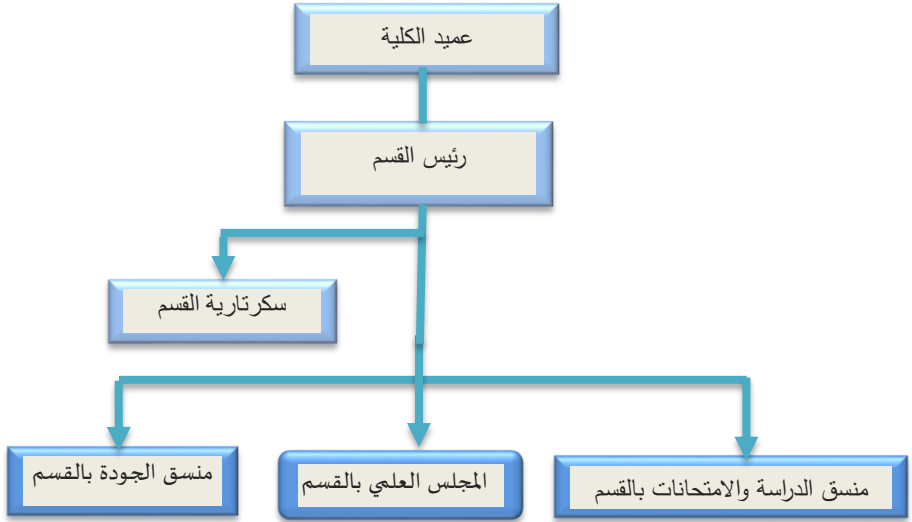 عميد الكلية
رئيس القسم
سكرتارية القسم
منسق الدراسة والامتحانات بالقسم
المجلس العلمي بالقسم
منسق الجودة بالقسم